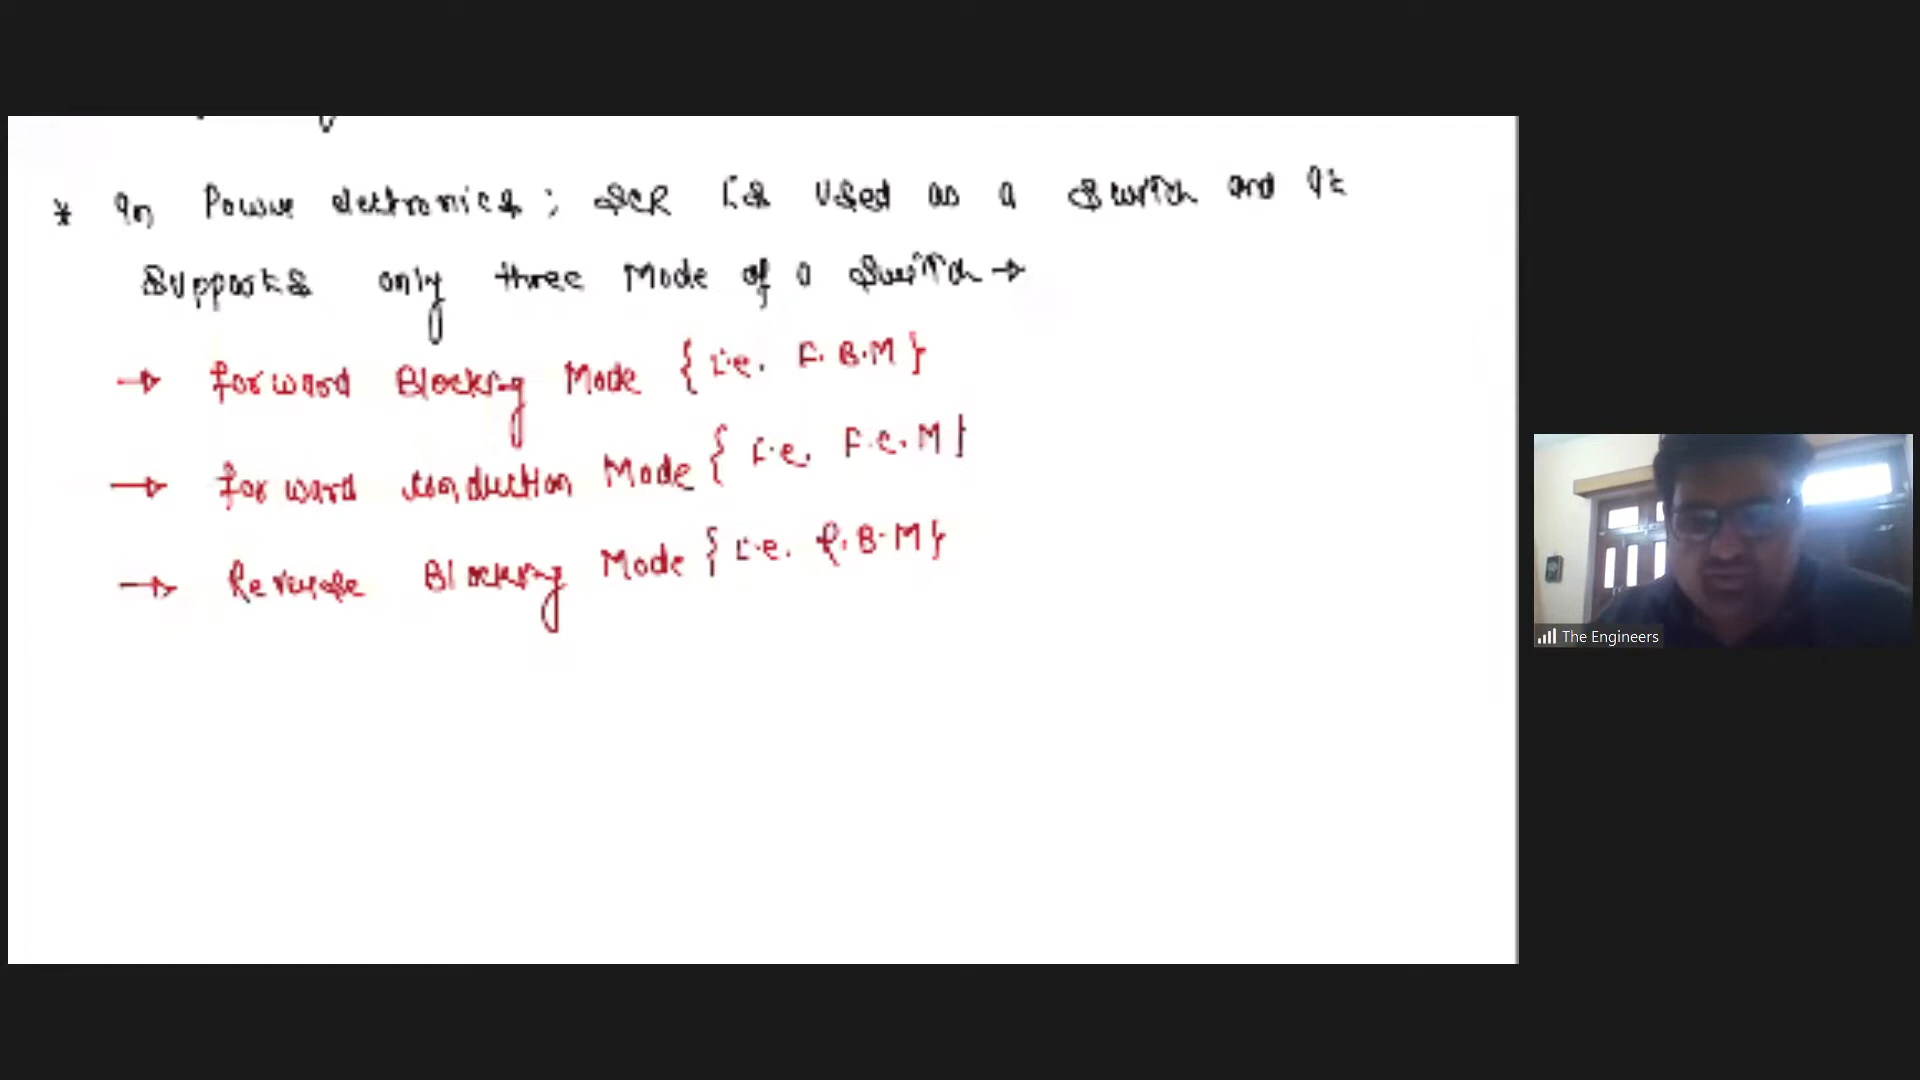 * In Power electronics; SCR is used as a switch and it
supports only three Mode of a switch →
→ forward Blocking Mode { i.e. F.B.M }
→ forward conduction Mode { i.e. F.C.M }
→ Reverse Blocking Mode { i.e. R.B.M }
The Engineers